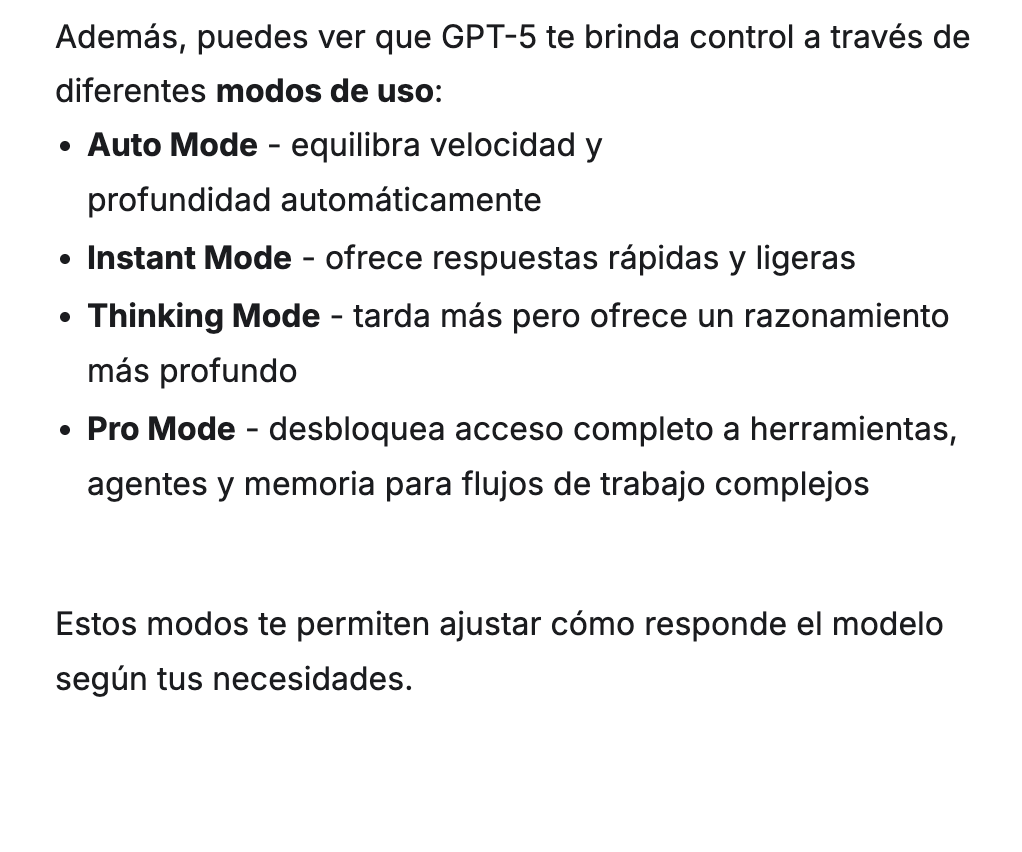 Además, puedes ver que GPT-5 te brinda control a través de
diferentes modos de uso:
• Auto Mode - equilibra velocidad y
profundidad automáticamente
• Instant Mode - ofrece respuestas rápidas y ligeras
• Thinking Mode - tarda más pero ofrece un razonamiento
más profundo
• Pro Mode - desbloquea acceso completo a herramientas,
agentes y memoria para flujos de trabajo complejos
Estos modos te permiten ajustar cómo responde el modelo
según tus necesidades.